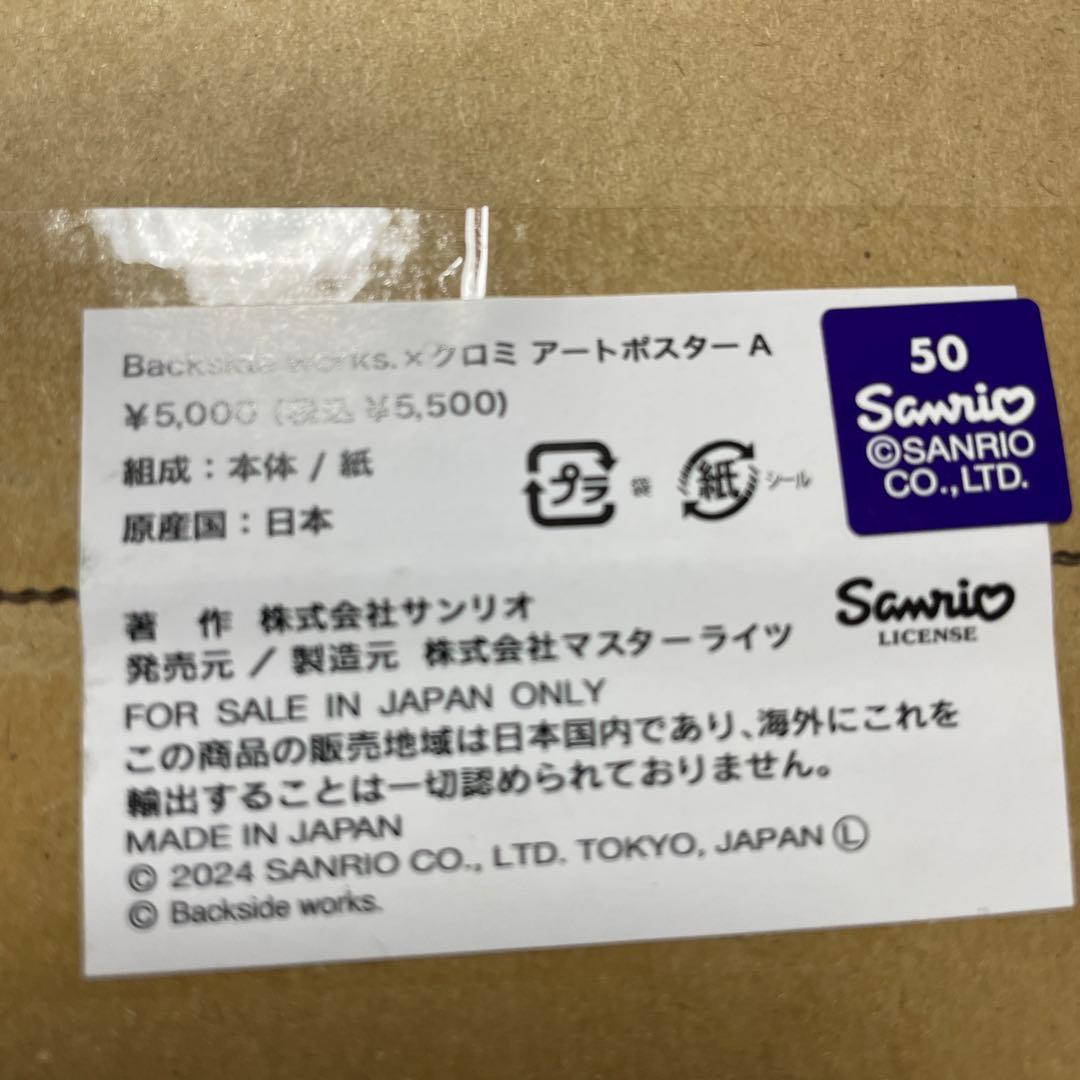 Backside works.×クロミ アートポスター A
¥5,000 (税込 ¥5,500)
組成：本体 / 紙
原産国：日本
プラ 袋
紙 シール
50
Sanrio
©SANRIO
CO.,LTD.
Sanrio
LICENSE
著 作 株式会社サンリオ
発売元 / 製造元 株式会社マスターライツ
FOR SALE IN JAPAN ONLY
この商品の販売地域は日本国内であり、海外にこれを
輸出することは一切認められておりません。
MADE IN JAPAN
© 2024 SANRIO CO., LTD. TOKYO, JAPAN Ⓛ
© Backside works.